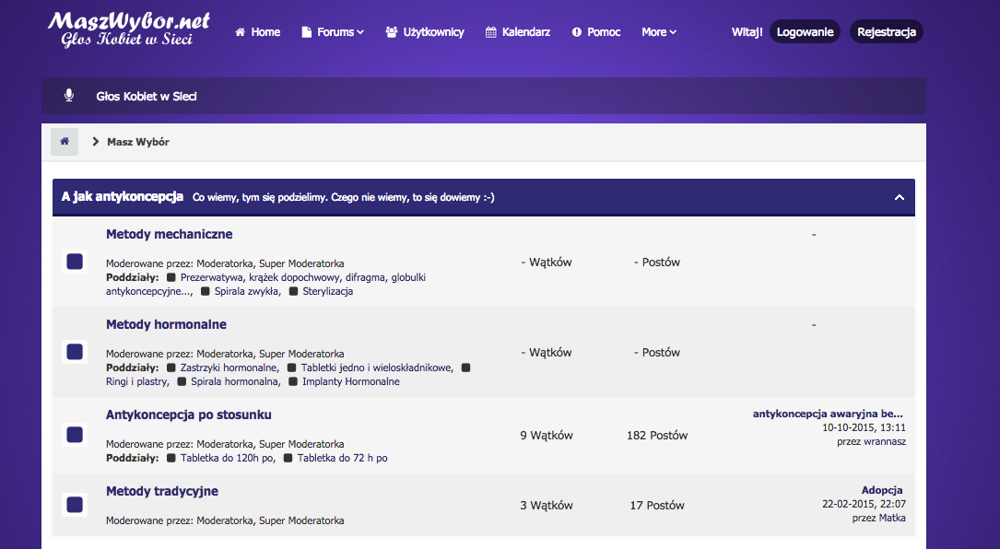 MaszWybor.net
Głos Kobiet w Sieci
Home Forums Użytkownicy Kalendarz Pomoc More Witaj! Logowanie Rejestracja
Głos Kobiet w Sieci
Masz Wybór
A jak antykoncepcja Co wiemy, tym się podzielimy. Czego nie wiemy, to się dowiemy :-)
Metody mechaniczne -
Moderowane przez: Moderatorka, Super Moderatorka - Wątków - Postów
Poddziały: Prezerwatywa, krążek dopochwowy, difragma, globulki
antykoncepcyjne..., Spirala zwykła, Sterylizacja
Metody hormonalne -
Moderowane przez: Moderatorka, Super Moderatorka - Wątków - Postów
Poddziały: Zastrzyki hormonalne, Tabletki jedno i wieloskładnikowe,
Ringi i plastry, Spirala hormonalna, Implanty Hormonalne
Antykoncepcja po stosunku antykoncepcja awaryjna be...
10-10-2015, 13:11
Moderowane przez: Moderatorka, Super Moderatorka 9 Wątków 182 Postów przez wrannasz
Poddziały: Tabletka do 120h po, Tabletka do 72 h po
Metody tradycyjne Adopcja
3 Wątków 17 Postów 22-02-2015, 22:07
Moderowane przez: Moderatorka, Super Moderatorka przez Matka